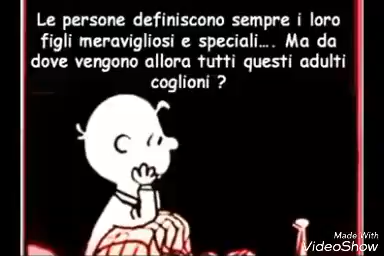 Le persone definiscono sempre i loro
figli meravigliosi e speciali.... Ma da
dove vengono allora tutti questi adulti
coglioni ?
Made With
VideoShow